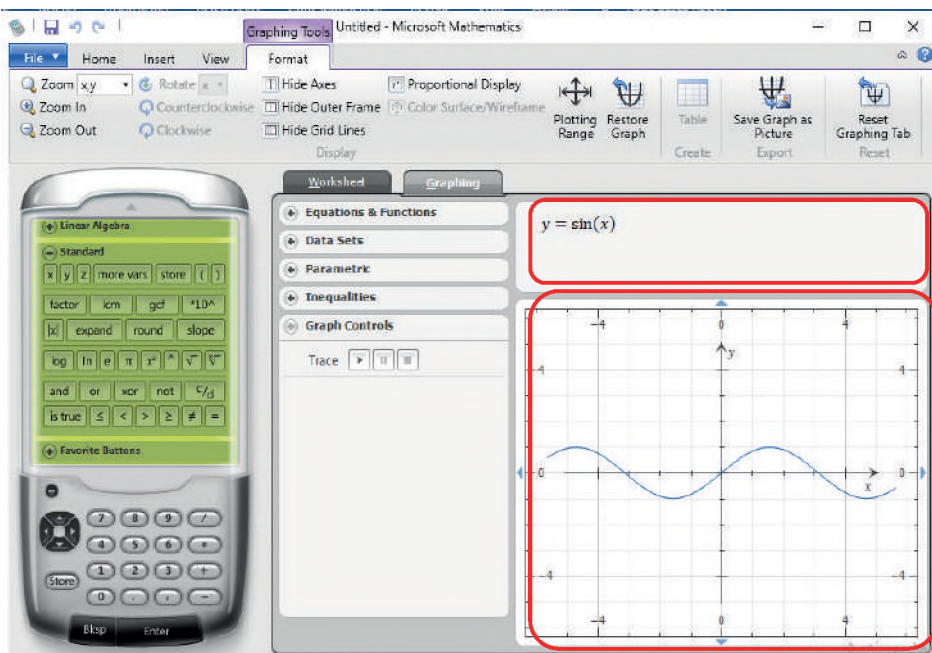 Graphing Tools
Untitled - Microsoft Mathematics
File
Home
Insert
View
Format
Zoom x,y
Rotate x
Zoom In
Counterclockwise
Zoom Out
Clockwise
Hide Axes
Proportional Display
Hide Outer Frame
Color Surface/Wireframe
Hide Grid Lines
Display
Plotting
Range
Restore
Graph
Table
Create
Save Graph as
Picture
Export
Reset
Graphing Tab
Reset
Worksheet
Graphing
Linear Algebra
Standard
x y z more vars store ( )
factor lcm gcf *10^
|x| expand round slope
log ln e π x² ^ √ ∛
and or xor not c/d
is true ≤ < > ≥ ≠ =
Favorite Buttons
7 8 9 /
4 5 6 *
Store
1 2 3 +
0 . , −
Bksp
Enter
Equations & Functions
Data Sets
Parametric
Inequalities
Graph Controls
Trace
y = sin(x)
−4 0 4
y
4 4
0 0
x
−4 −4
−4 0 4